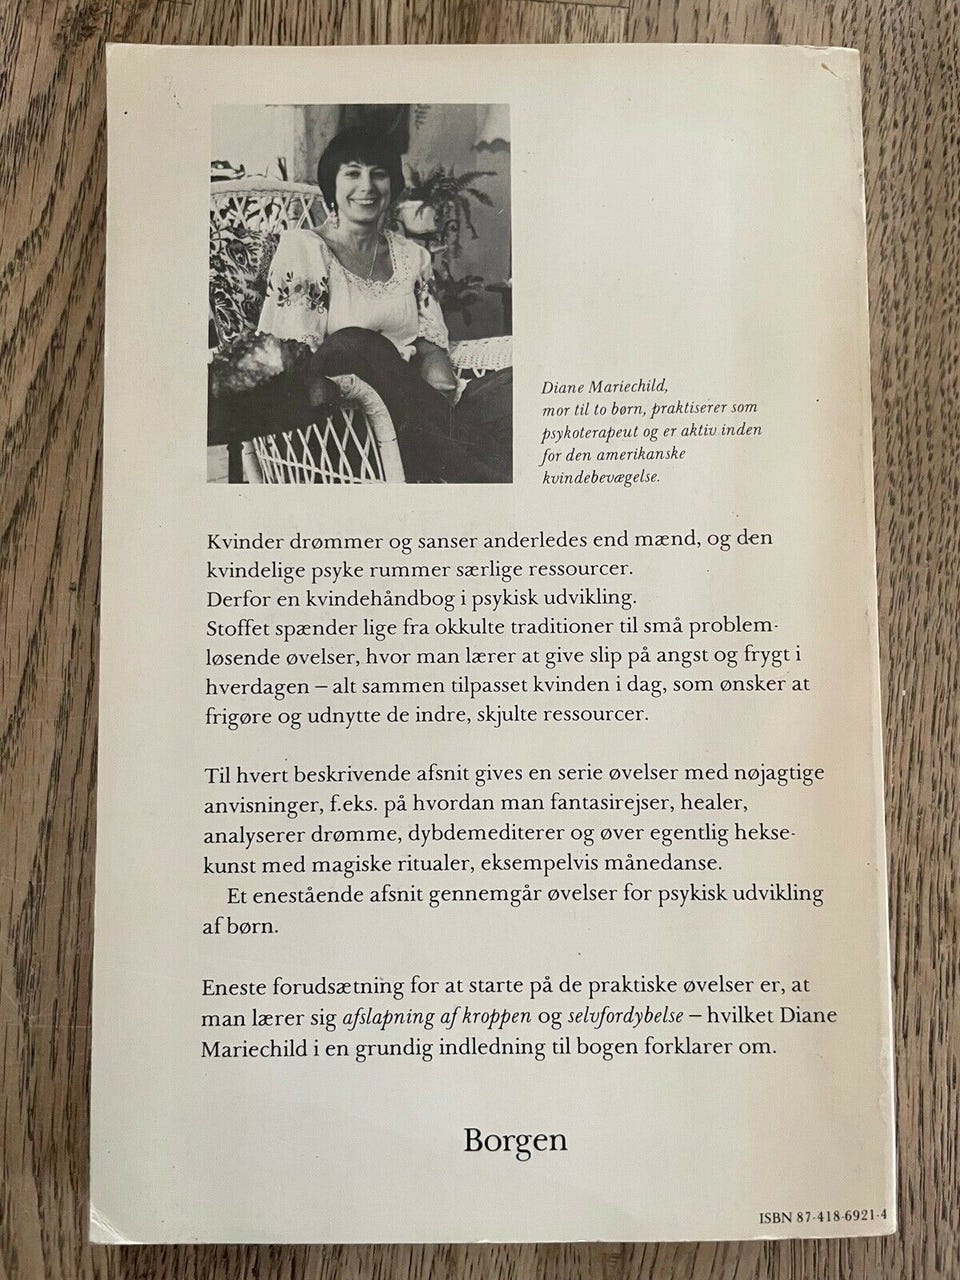 Diane Mariechild,
mor til to børn, praktiserer som
psykoterapeut og er aktiv inden
for den amerikanske
kvindebevægelse.
Kvinder drømmer og sanser anderledes end mænd, og den
kvindelige psyke rummer særlige ressourcer.
Derfor en kvindehåndbog i psykisk udvikling.
Stoffet spænder lige fra okkulte traditioner til små problem-
løsende øvelser, hvor man lærer at give slip på angst og frygt i
hverdagen – alt sammen tilpasset kvinden i dag, som ønsker at
frigøre og udnytte de indre, skjulte ressourcer.
Til hvert beskrivende afsnit gives en serie øvelser med nøjagtige
anvisninger, f.eks. på hvordan man fantasirejser, healer,
analyserer drømme, dybdemediterer og øver egentlig hekse-
kunst med magiske ritualer, eksempelvis månedanse.
Et enestående afsnit gennemgår øvelser for psykisk udvikling
af børn.
Eneste forudsætning for at starte på de praktiske øvelser er, at
man lærer sig afslapning af kroppen og selvfordybelse – hvilket Diane
Mariechild i en grundig indledning til bogen forklarer om.
Borgen
ISBN 87-418-6921-4